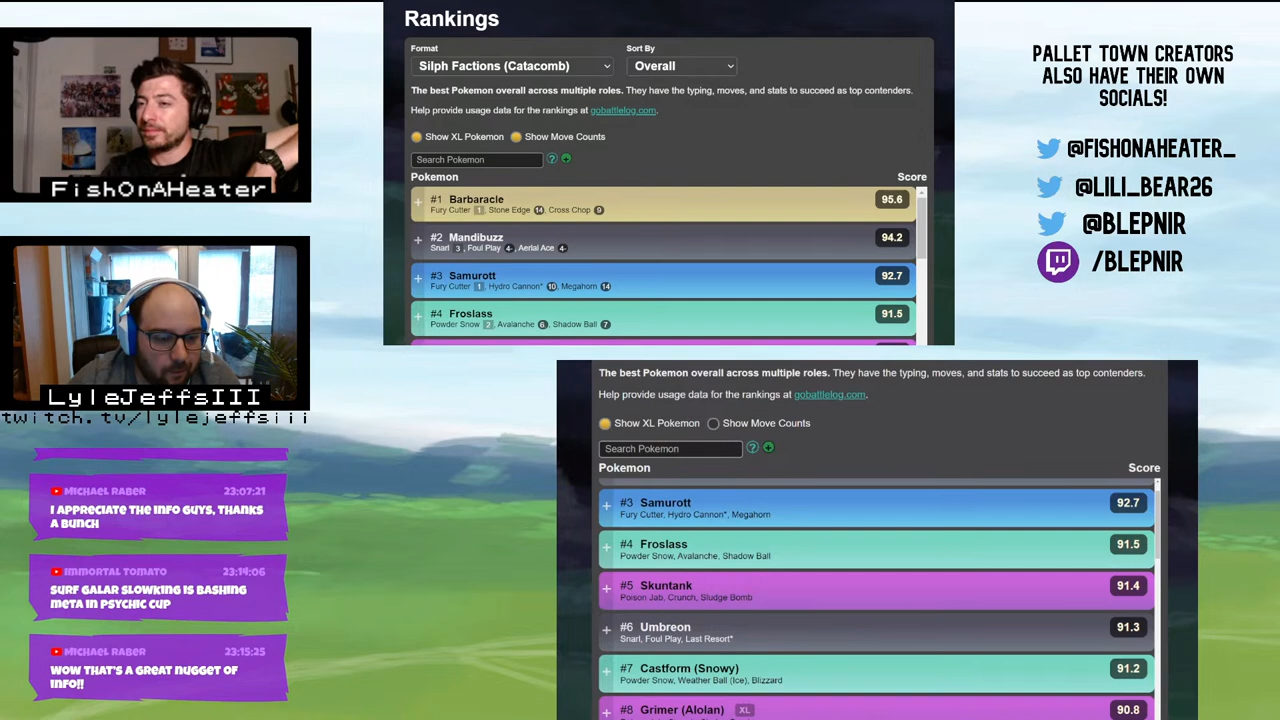 FishOnAHeater
LyleJeffsIII
twitch.tv/lylejeffsiii
MICHAEL RABER 23:07:21
I APPRECIATE THE INFO GUYS, THANKS
A BUNCH
IMMORTAL TOMATO 23:14:06
SURF GALAR SLOWKING IS BASHING
META IN PSYCHIC CUP
MICHAEL RABER 23:15:25
WOW THAT'S A GREAT NUGGET OF
INFO!!
Rankings
Format Sort By
Silph Factions (Catacomb) Overall
The best Pokemon overall across multiple roles. They have the typing, moves, and stats to succeed as top contenders.
Help provide usage data for the rankings at gobattlelog.com.
Show XL Pokemon Show Move Counts
Search Pokemon ? +
Pokemon Score
+ #1 Barbaracle 95.6
Fury Cutter 1, Stone Edge 14, Cross Chop 9
+ #2 Mandibuzz 94.2
Snarl 3, Foul Play 4-, Aerial Ace 4-
+ #3 Samurott 92.7
Fury Cutter 1, Hydro Cannon* 10, Megahorn 14
+ #4 Froslass 91.5
Powder Snow 2, Avalanche 6, Shadow Ball 7
PALLET TOWN CREATORS
ALSO HAVE THEIR OWN
SOCIALS!
@FISHONAHEATER_
@LILI_BEAR26
@BLEPNIR
/BLEPNIR
The best Pokemon overall across multiple roles. They have the typing, moves, and stats to succeed as top contenders.
Help provide usage data for the rankings at gobattlelog.com.
Show XL Pokemon Show Move Counts
Search Pokemon ? +
Pokemon Score
+ #3 Samurott 92.7
Fury Cutter, Hydro Cannon*, Megahorn
+ #4 Froslass 91.5
Powder Snow, Avalanche, Shadow Ball
+ #5 Skuntank 91.4
Poison Jab, Crunch, Sludge Bomb
+ #6 Umbreon 91.3
Snarl, Foul Play, Last Resort*
+ #7 Castform (Snowy) 91.2
Powder Snow, Weather Ball (Ice), Blizzard
+ #8 Grimer (Alolan) XL 90.8